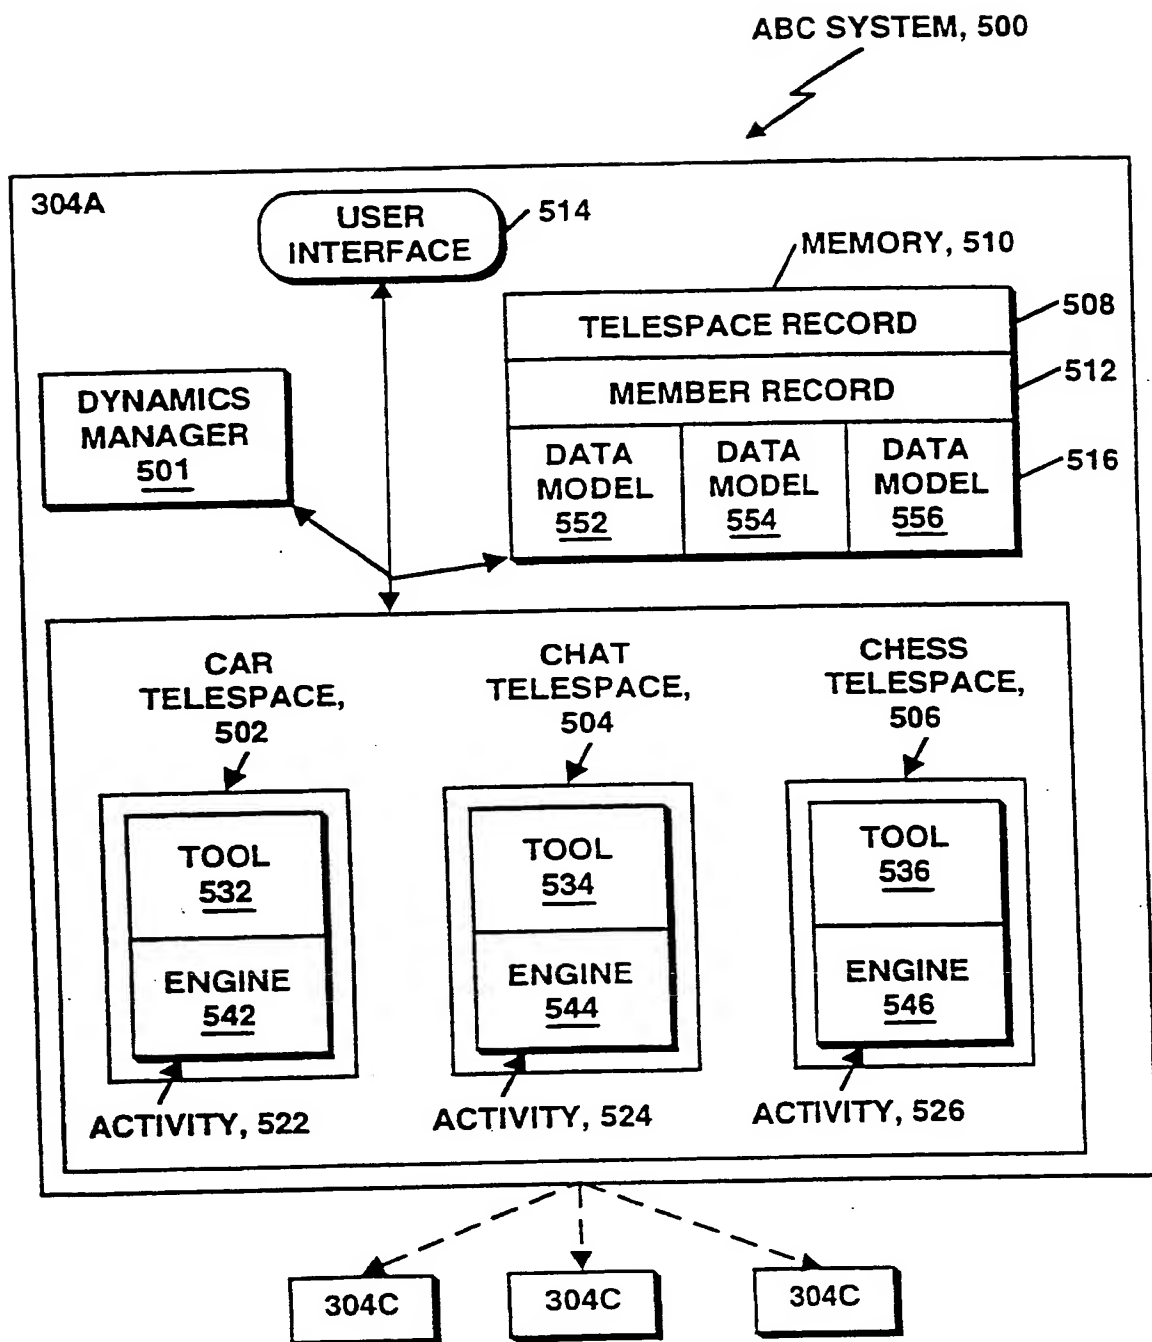 ABC SYSTEM, 500
304A
USER
INTERFACE
514
MEMORY, 510
TELESPACE RECORD
508
MEMBER RECORD
512
DYNAMICS
MANAGER
501
DATA
MODEL
552
DATA
MODEL
554
DATA
MODEL
556
516
CAR
TELESPACE,
502
CHAT
TELESPACE,
504
CHESS
TELESPACE,
506
TOOL
532
ENGINE
542
TOOL
534
ENGINE
544
TOOL
536
ENGINE
546
ACTIVITY, 522
ACTIVITY, 524
ACTIVITY, 526
304C
304C
304C